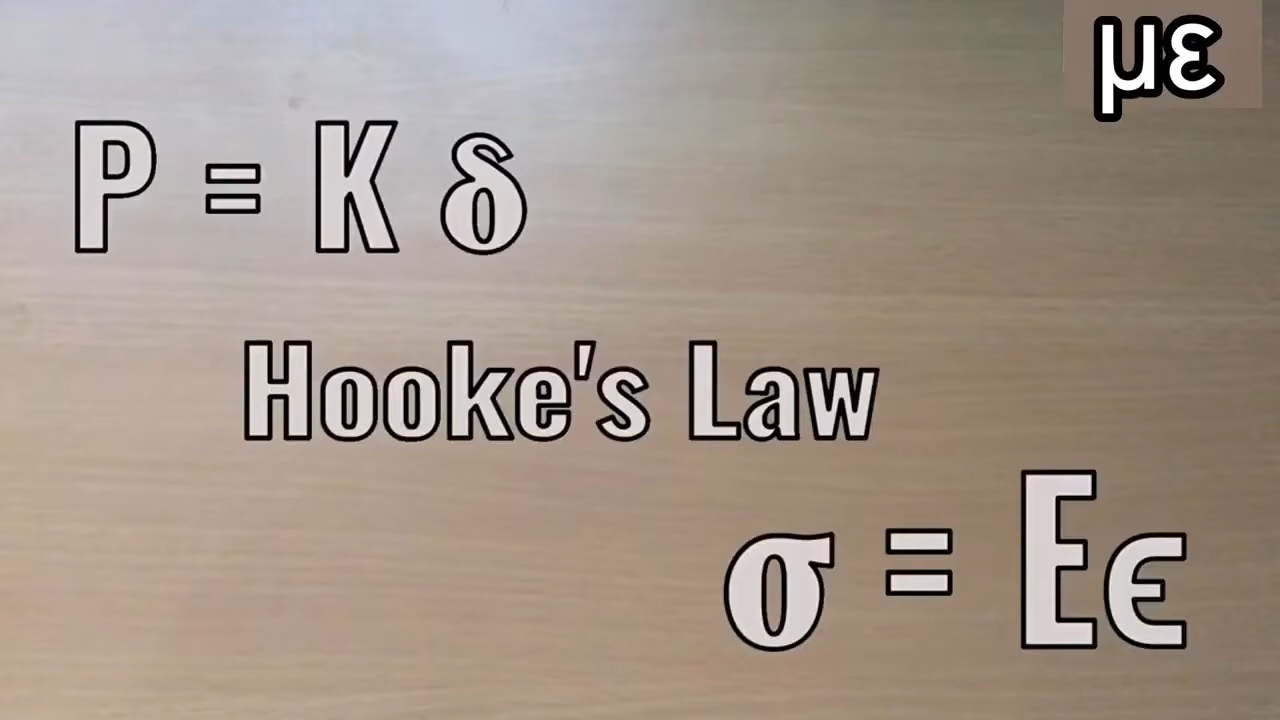 με
P = K δ
Hooke's Law
σ = Eϵ